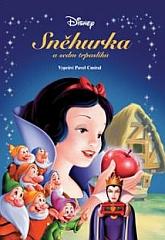 Disney
Sněhurka
a sedm trpaslíků
Vypráví Pavel Cmíral